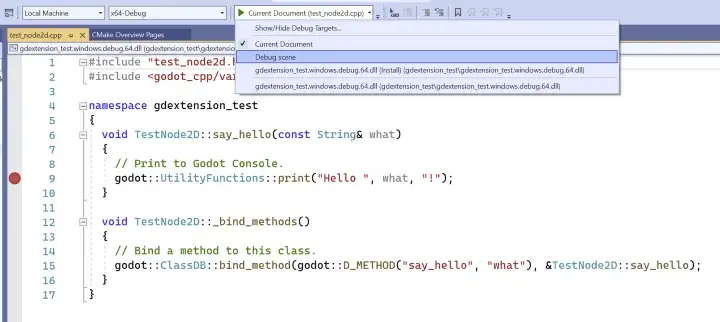 Local Machine x64-Debug Current Document (test_node2d.cpp)
Show/Hide Debug Targets...
Current Document
Debug scene
gdextension_test.windows.debug.64.dll (Install) (gdextension_test\gdextension_test.windows.debug.64.dll)
gdextension_test.windows.debug.64.dll (gdextension_test\gdextension_test.windows.debug.64.dll)
test_node2d.cpp CMake Overview Pages
gdextension_test.windows.debug.64.dll (gdextension_test\gdexten
1 #include "test_node2d.h
2 #include <godot_cpp/var
3
4 namespace gdextension_test
5 {
6 void TestNode2D::say_hello(const String& what)
7 {
8 // Print to Godot Console.
9 godot::UtilityFunctions::print("Hello ", what, "!");
10 }
11
12 void TestNode2D::_bind_methods()
13 {
14 // Bind a method to this class.
15 godot::ClassDB::bind_method(godot::D_METHOD("say_hello", "what"), &TestNode2D::say_hello);
16 }
17 }